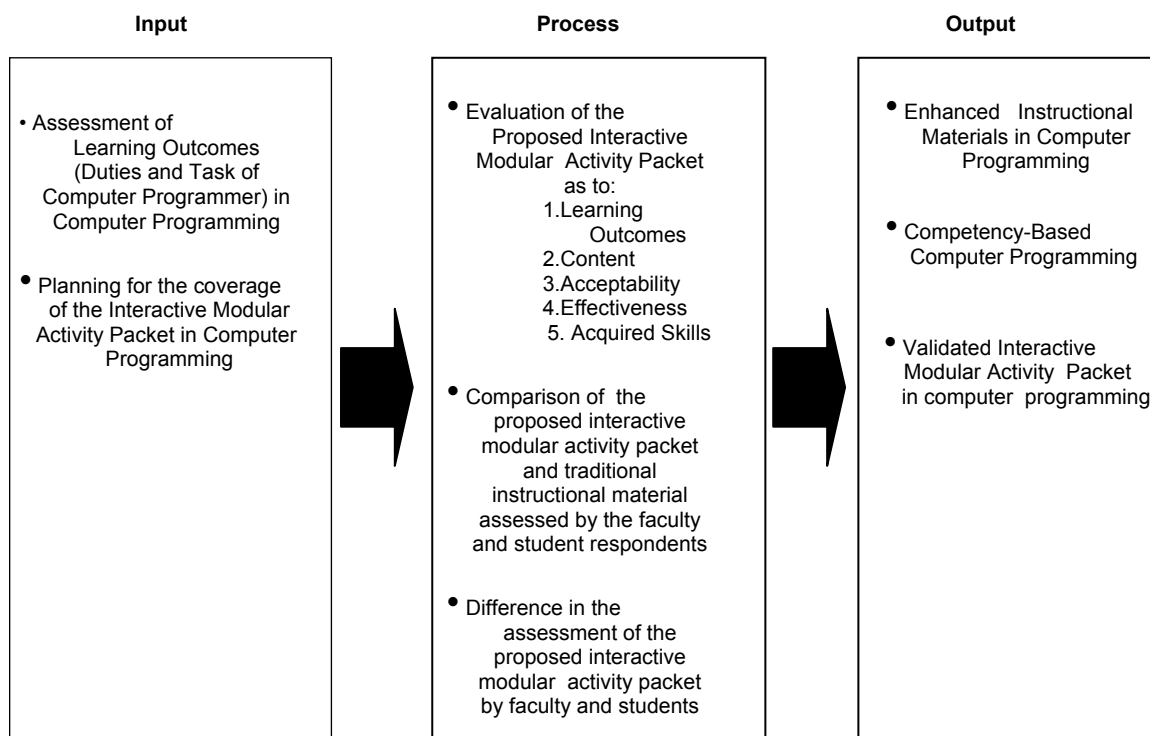 Input
Process
Output
• Assessment of
Learning Outcomes
(Duties and Task of
Computer Programmer) in
Computer Programming
• Planning for the coverage
of the Interactive Modular
Activity Packet in Computer
Programming
• Evaluation of the
Proposed Interactive
Modular Activity Packet
as to:
1.Learning
Outcomes
2.Content
3.Acceptability
4.Effectiveness
5. Acquired Skills
• Comparison of the
proposed interactive
modular activity packet
and traditional
instructional material
assessed by the faculty
and student respondents
• Difference in the
assessment of the
proposed interactive
modular activity packet
by faculty and students
• Enhanced Instructional
Materials in Computer
Programming
• Competency-Based
Computer Programming
• Validated Interactive
Modular Activity Packet
in computer programming